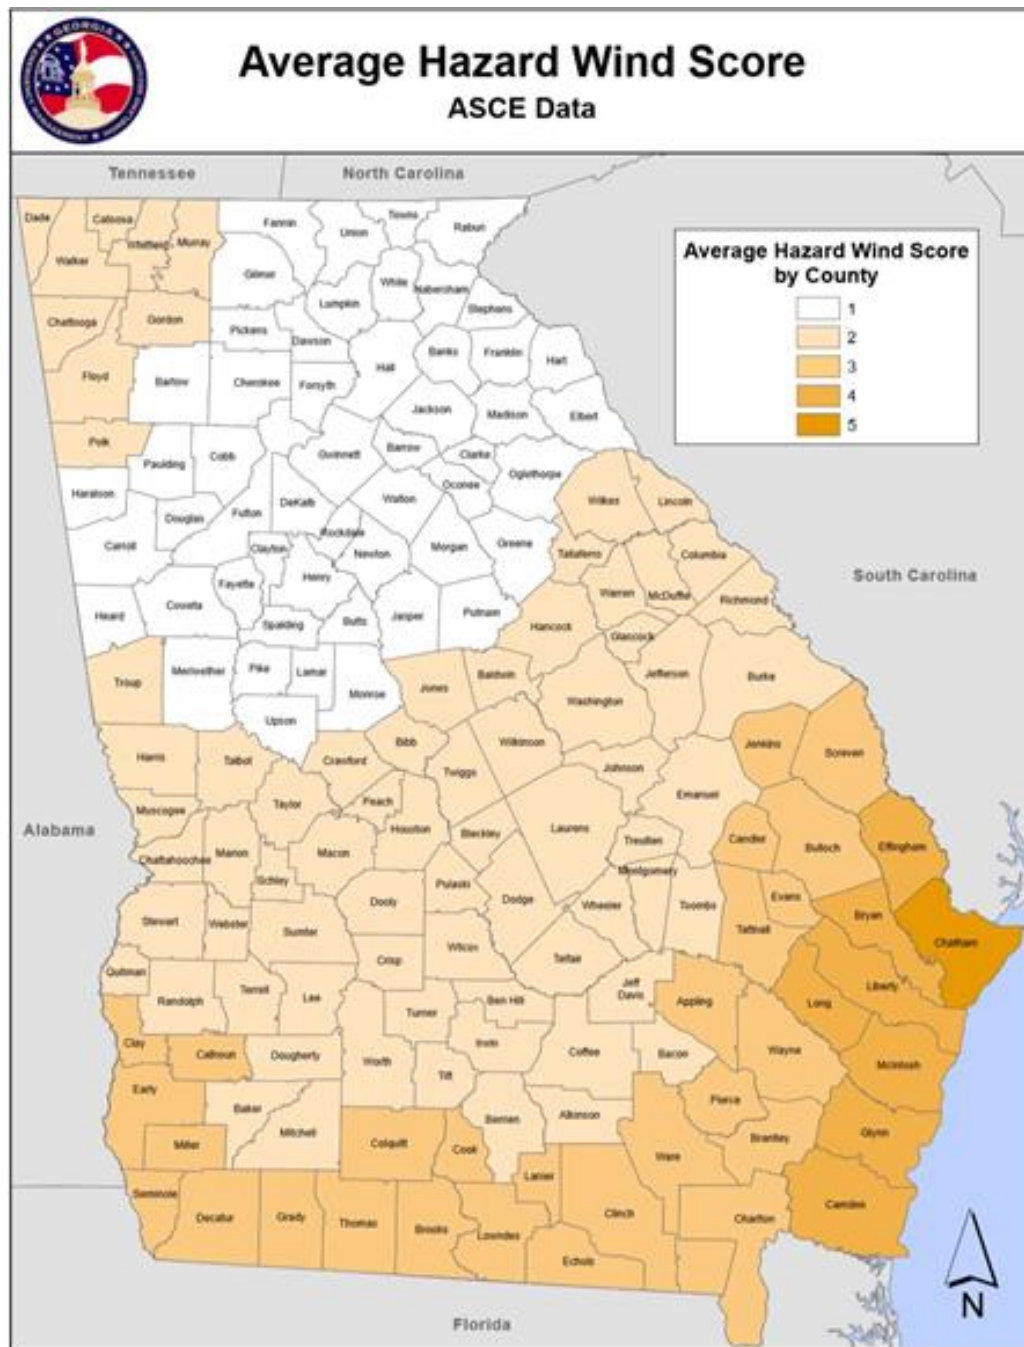 GEORGIA
Average Hazard Wind Score
ASCE Data
Tennessee
North Carolina
Average Hazard Wind Score
by County
1
2
3
4
5
Dade
Catoosa
Whitfield
Murray
Walker
Fannin
Union
Towns
Rabun
Gilmer
White
Habersham
Lumpkin
Stephens
Chattooga
Gordon
Pickens
Dawson
Hall
Banks
Franklin
Hart
Floyd
Bartow
Cherokee
Forsyth
Jackson
Madison
Elbert
Polk
Paulding
Cobb
Gwinnett
Barrow
Clarke
Oconee
Oglethorpe
Haralson
Douglas
Fulton
DeKalb
Walton
Wilkes
Lincoln
Carroll
Clayton
Rockdale
Newton
Morgan
Greene
Taliaferro
Columbia
South Carolina
Heard
Coweta
Fayette
Henry
Spalding
Butts
Jasper
Putnam
Hancock
Warren
McDuffie
Richmond
Glascock
Troup
Meriwether
Pike
Lamar
Monroe
Jones
Baldwin
Washington
Jefferson
Burke
Upson
Harris
Talbot
Crawford
Bibb
Twiggs
Wilkinson
Johnson
Jenkins
Screven
Alabama
Muscogee
Taylor
Peach
Houston
Bleckley
Laurens
Emanuel
Treutlen
Candler
Bulloch
Effingham
Chattahoochee
Marion
Macon
Schley
Pulaski
Dodge
Montgomery
Wheeler
Toombs
Evans
Tattnall
Bryan
Chatham
Stewart
Webster
Sumter
Dooly
Wilcox
Telfair
Quitman
Randolph
Terrell
Lee
Crisp
Turner
Ben Hill
Jeff
Davis
Appling
Long
Liberty
Clay
Calhoun
Dougherty
Worth
Tift
Irwin
Coffee
Bacon
Wayne
McIntosh
Early
Baker
Mitchell
Berrien
Atkinson
Pierce
Brantley
Glynn
Miller
Colquitt
Cook
Lanier
Ware
Seminole
Decatur
Grady
Thomas
Brooks
Lowndes
Clinch
Echols
Charlton
Camden
Florida
N